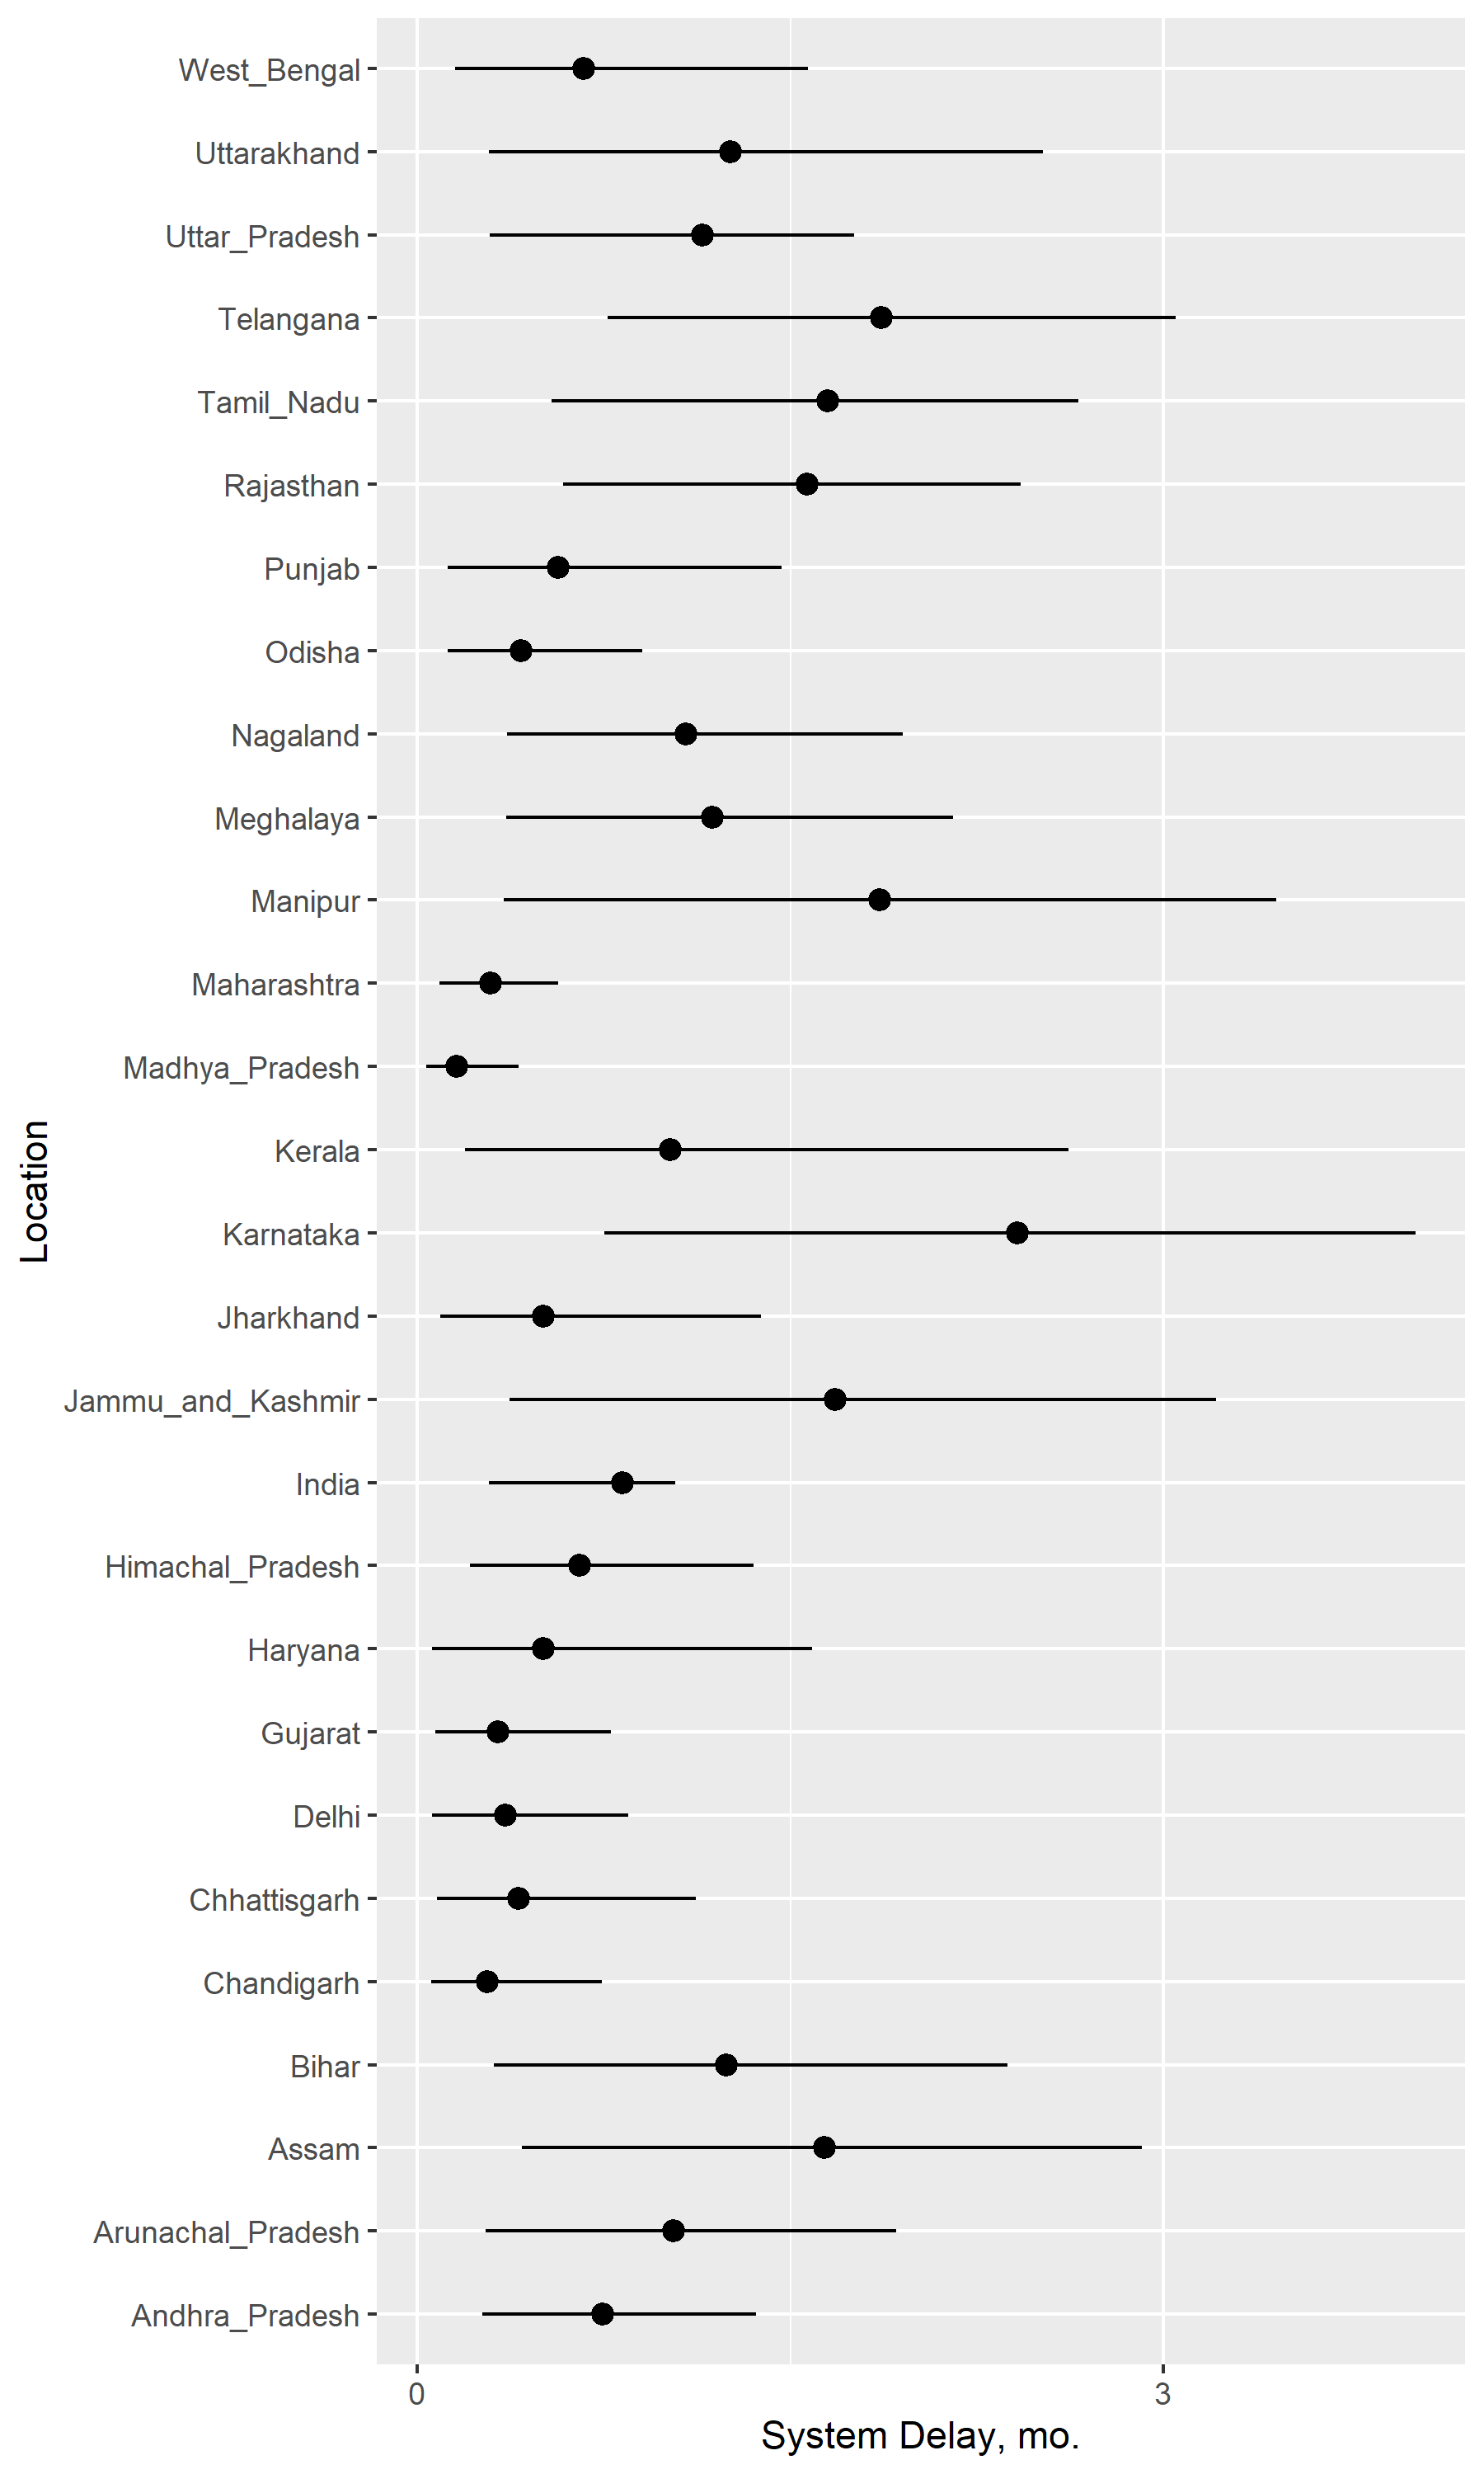 West_Bengal
Uttarakhand
Uttar_Pradesh
Telangana
Tamil_Nadu
Rajasthan
Punjab
Odisha
Nagaland
Meghalaya
Manipur
Maharashtra
Madhya_Pradesh
Kerala
Karnataka
Jharkhand
Jammu_and_Kashmir
India
Himachal_Pradesh
Haryana
Gujarat
Delhi
Chhattisgarh
Chandigarh
Bihar
Assam
Arunachal_Pradesh
Andhra_Pradesh
Location
0 3
System Delay, mo.